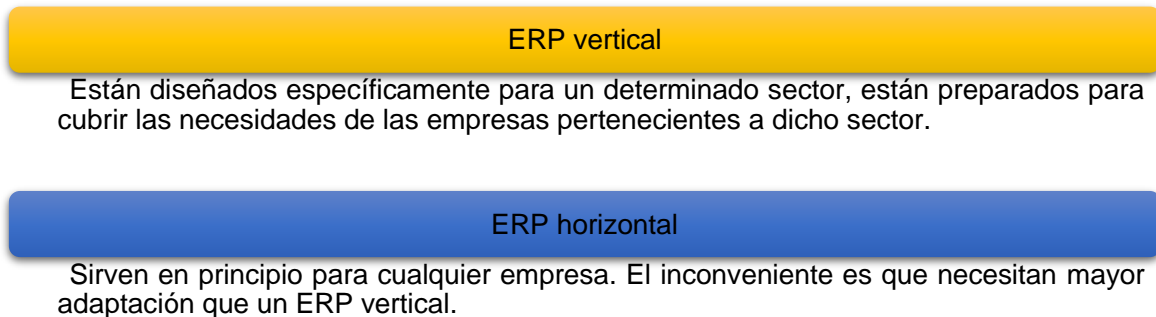 ERP vertical
Están diseñados específicamente para un determinado sector, están preparados para
cubrir las necesidades de las empresas pertenecientes a dicho sector.
ERP horizontal
Sirven en principio para cualquier empresa. El inconveniente es que necesitan mayor
adaptación que un ERP vertical.